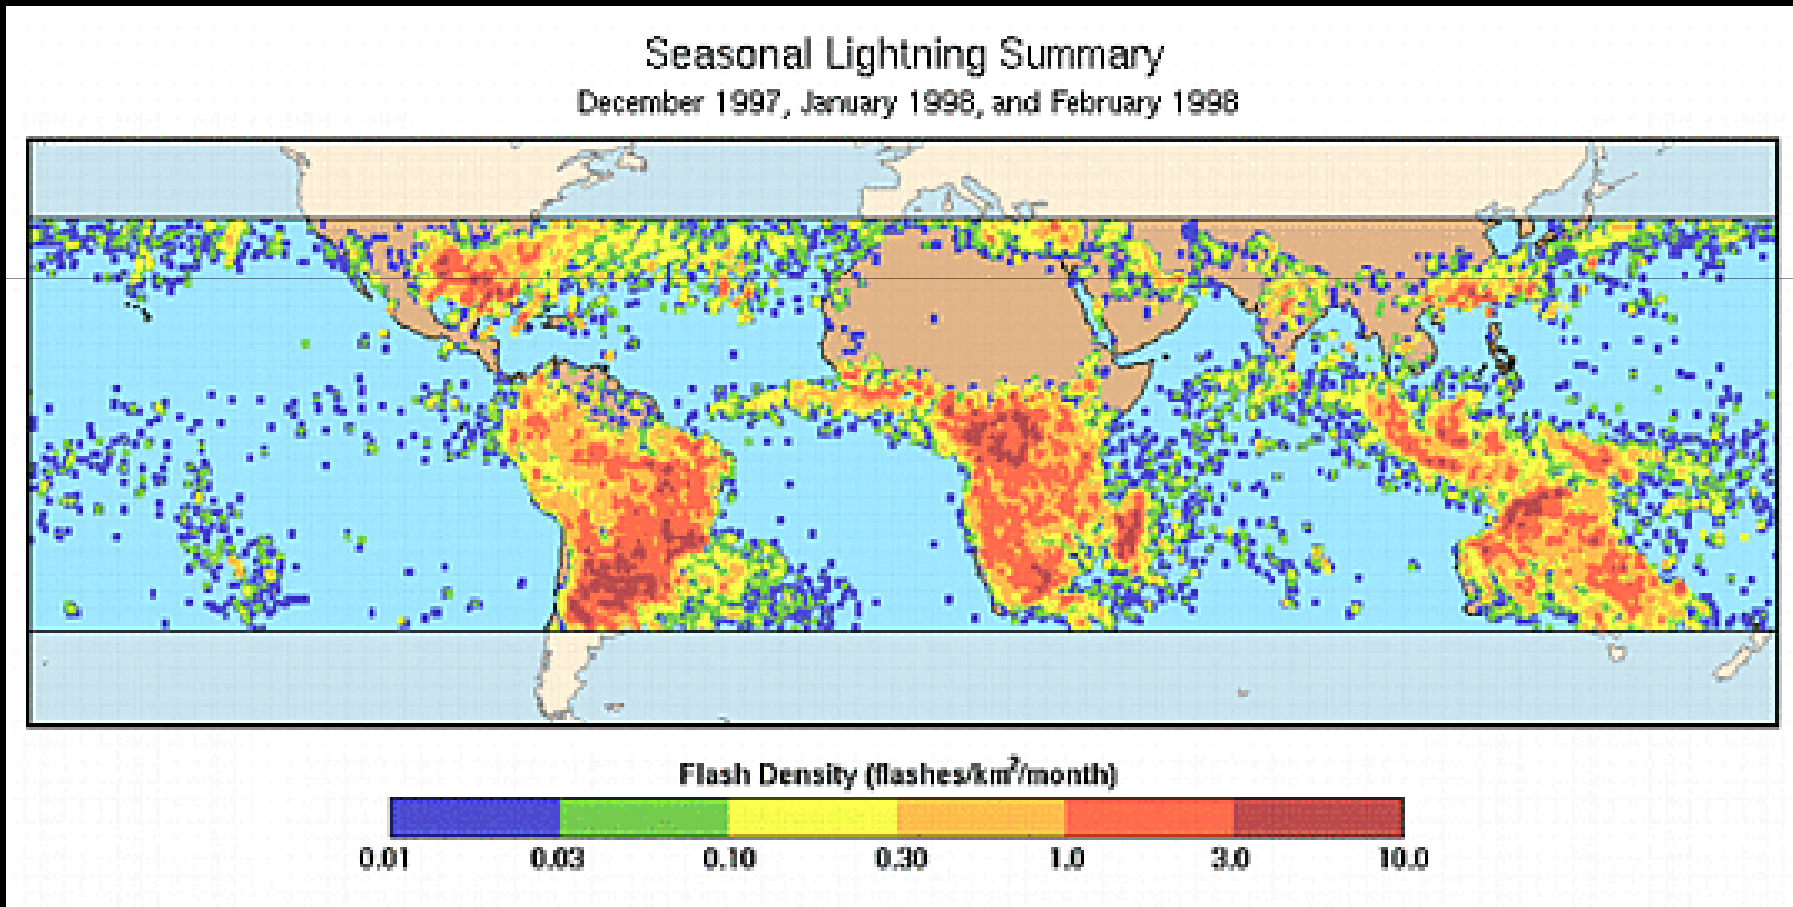 Seasonal Lightning Summary
December 1997, January 1998, and February 1998
Flash Density (flashes/km²/month)
0.01 0.03 0.10 0.30 1.0 3.0 10.0